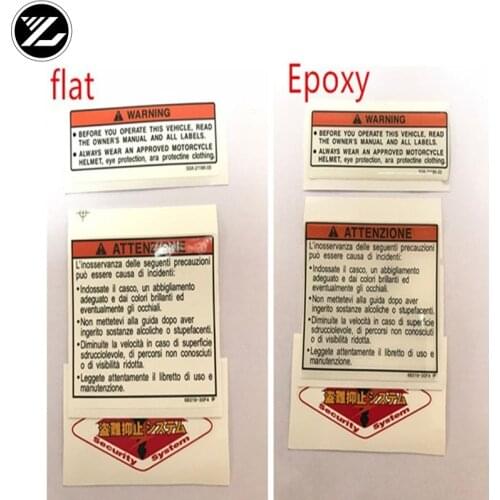 flat
Epoxy
WARNING
• BEFORE YOU OPERATE THIS VEHICLE, READ
THE OWNER'S MANUAL AND ALL LABELS.
• ALWAYS WEAR AN APPROVED MOTORCYCLE
HELMET, eye protection, ara protectine clothing.
WARNING
• BEFORE YOU OPERATE THIS VEHICLE, READ
THE OWNER'S MANUAL AND ALL LABELS.
• ALWAYS WEAR AN APPROVED MOTORCYCLE
HELMET, eye protection, ara protectine clothing.
ATTENZIONE
L'inosservanza delle seguenti precauzioni
può essere causa di incidenti:
• Indossate il casco, un abbigliamento
adeguato e dai colori brillanti ed
eventualmente gli occhiali.
• Non mettetevi alla guida dopo aver
ingerito sostanze alcoliche o stupefacenti.
• Diminuite la velocità in caso di superficie
sdrucciolevole, di percorsi non conosciuti
o di visibilità ridotta.
• Leggete attentamente il libretto di uso e
manutenzione.
ATTENZIONE
L'inosservanza delle seguenti precauzioni
può essere causa di incidenti:
• Indossate il casco, un abbigliamento
adeguato e dai colori brillanti ed
eventualmente gli occhiali.
• Non mettetevi alla guida dopo aver
ingerito sostanze alcoliche o stupefacenti.
• Diminuite la velocità in caso di superficie
sdrucciolevole, di percorsi non conosciuti
o di visibilità ridotta.
• Leggete attentamente il libretto di uso e
manutenzione.
盗難抑止システム
Security System
盗難抑止システム
Security System